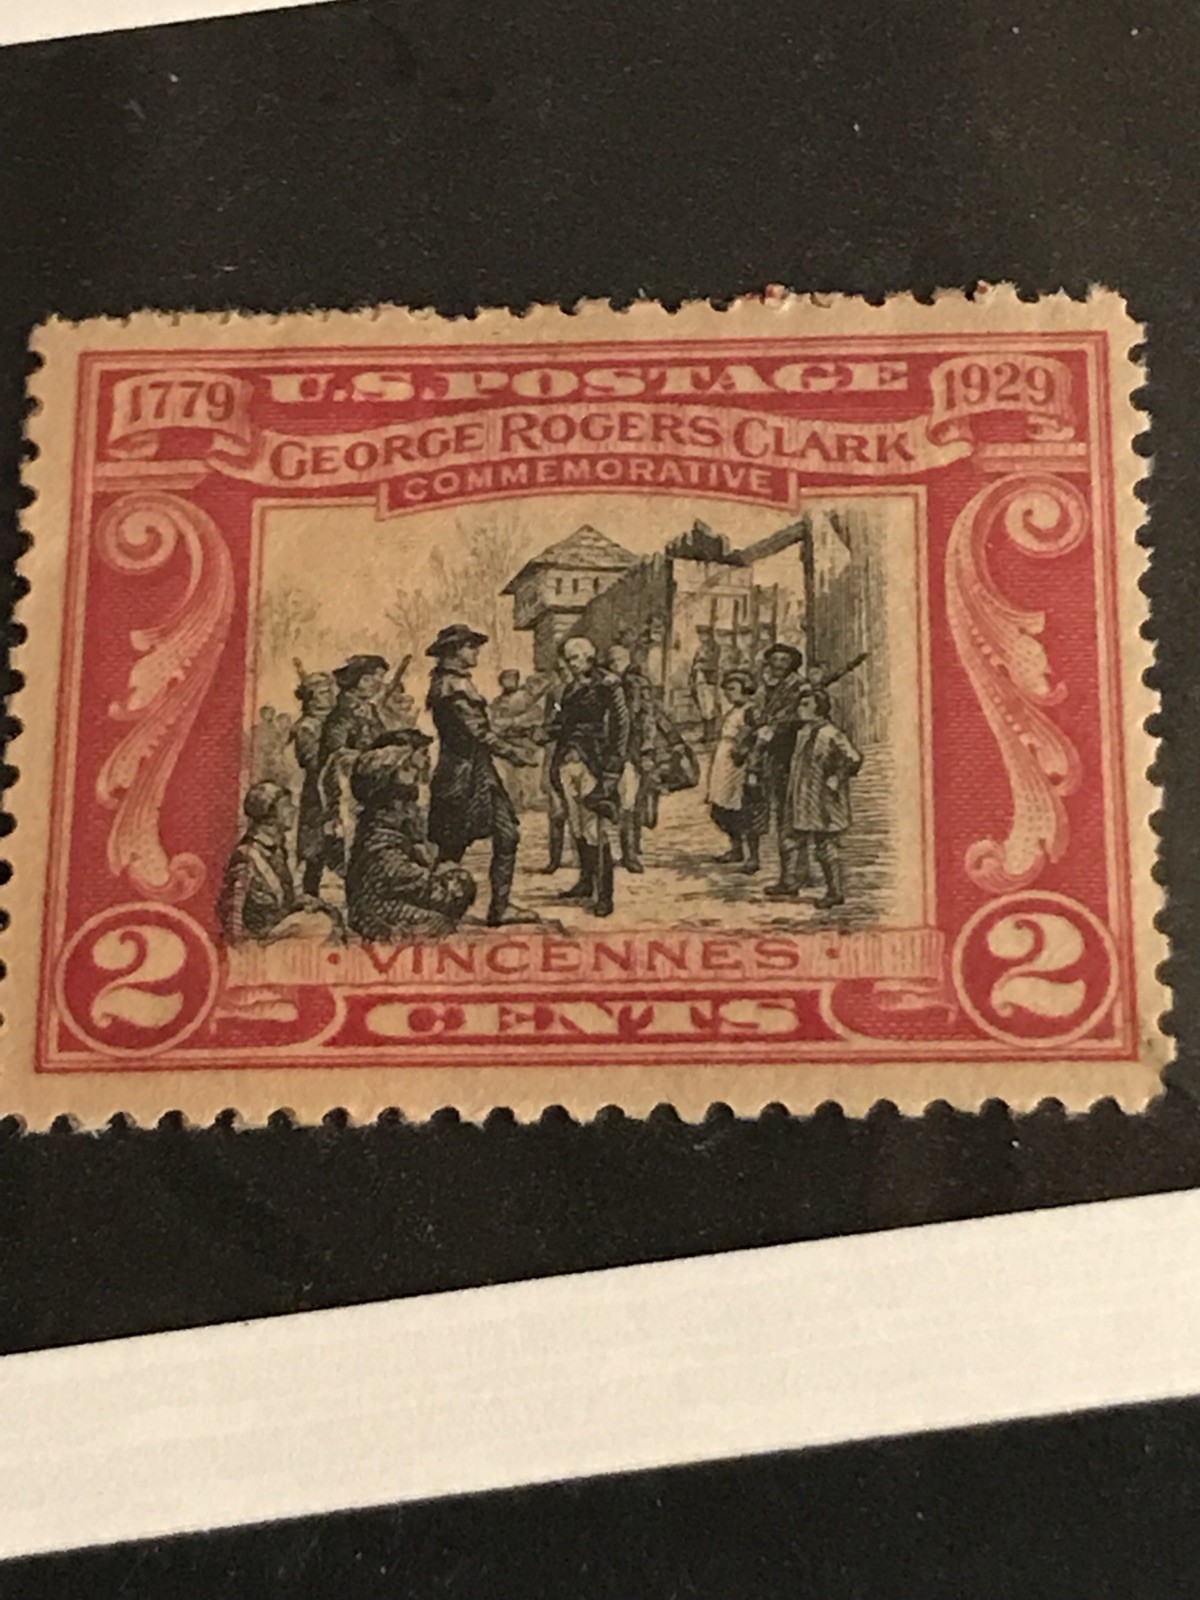 1779 U.S. POSTAGE 1929
GEORGE ROGERS CLARK
COMMEMORATIVE
· VINCENNES ·
2 CENTS 2